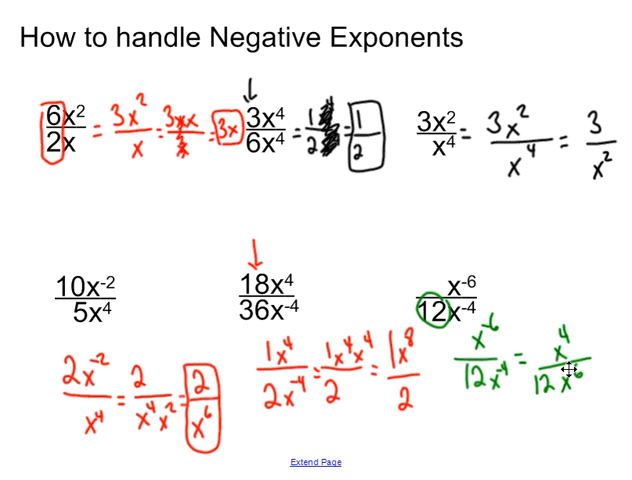 How to handle Negative Exponents
6x²/2x = 3x²/x = 3xx/x = 3x
3x⁴/6x⁴ = 1/2 = 1/2
3x²/x⁴ = 3x²/x⁴ = 3/x²
10x⁻²/5x⁴
2x⁻²/x⁴ = 2/x⁴x² = 2/x⁶
18x⁴/36x⁻⁴
1x⁴/2x⁻⁴ = 1x⁴x⁴/2 = 1x⁸/2
x⁻⁶/12x⁻⁴
x⁻⁶/12x⁻⁴ = x⁴/12x⁶
Extend Page